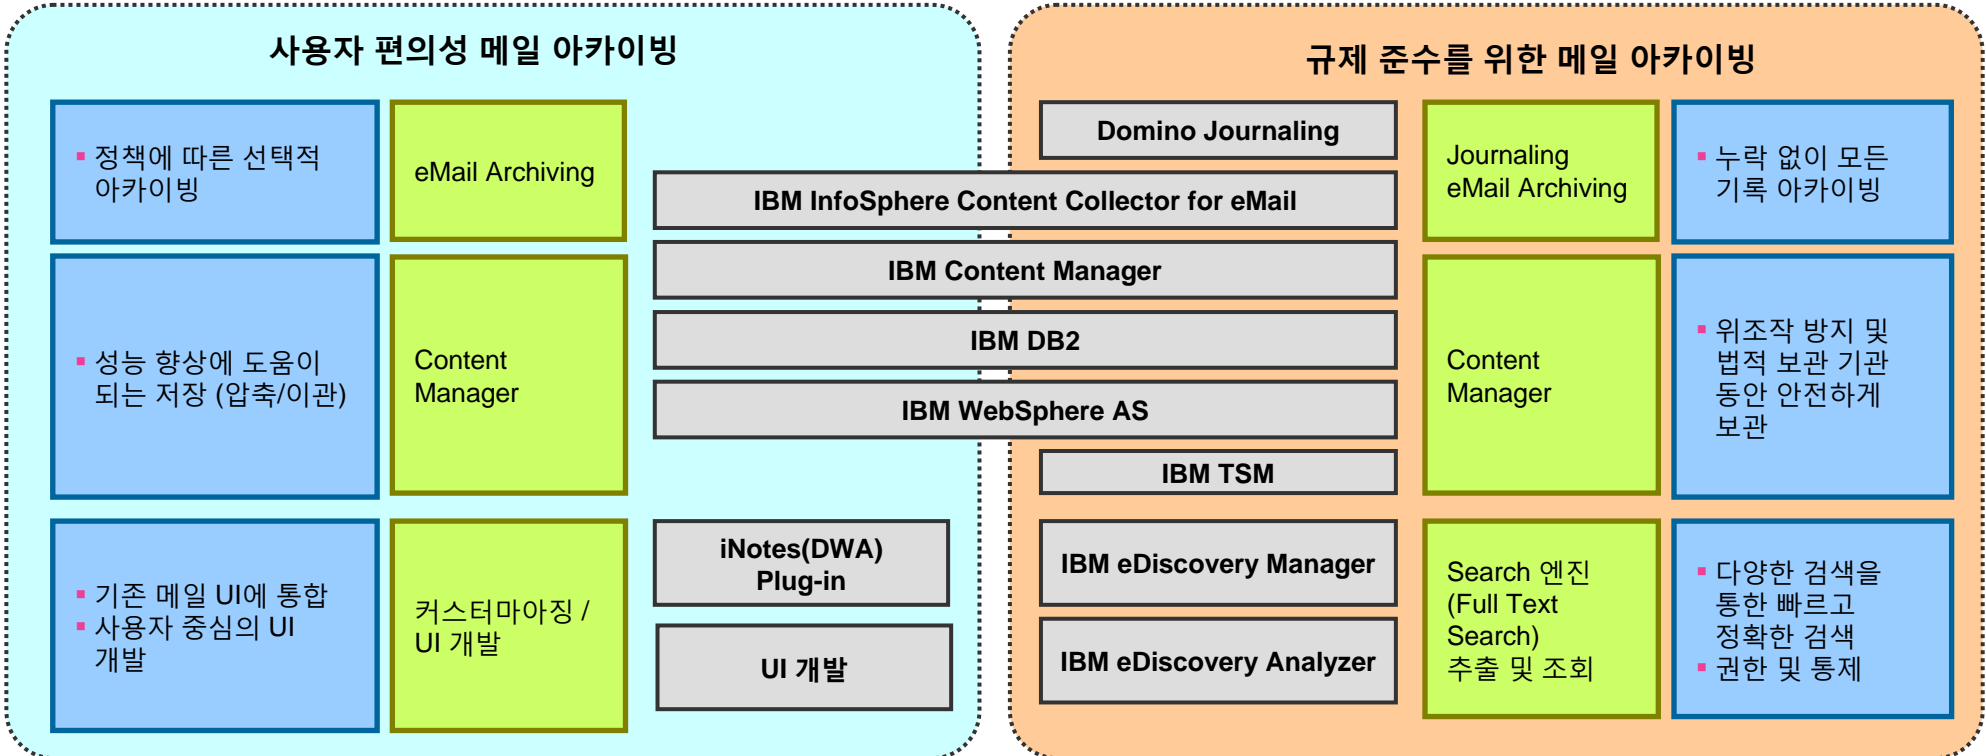 사용자 편의성 메일 아카이빙
정책에 따른 선택적
아카이빙
eMail Archiving
성능 향상에 도움이
되는 저장 (압축/이관)
Content
Manager
기존 메일 UI에 통합
사용자 중심의 UI
개발
커스터마아징 /
UI 개발
iNotes(DWA)
Plug-in
UI 개발
IBM InfoSphere Content Collector for eMail
IBM Content Manager
IBM DB2
IBM WebSphere AS
규제 준수를 위한 메일 아카이빙
Domino Journaling
Journaling
eMail Archiving
누락 없이 모든
기록 아카이빙
IBM TSM
Content
Manager
위조작 방지 및
법적 보관 기관
동안 안전하게
보관
IBM eDiscovery Manager
IBM eDiscovery Analyzer
Search 엔진
(Full Text
Search)
추출 및 조회
다양한 검색을
통한 빠르고
정확한 검색
권한 및 통제